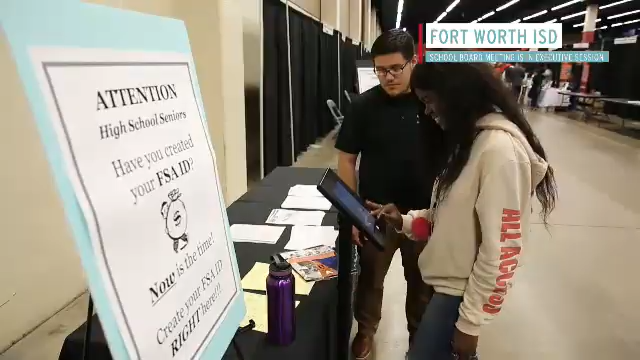 FORT WORTH ISD
SCHOOL BOARD MEETING IS IN EXECUTIVE SESSION
ATTENTION
High School Seniors
Have you created
your FSA ID?
Now is the time!
Create your FSA ID
RIGHT here!!!
ALL ACCESS